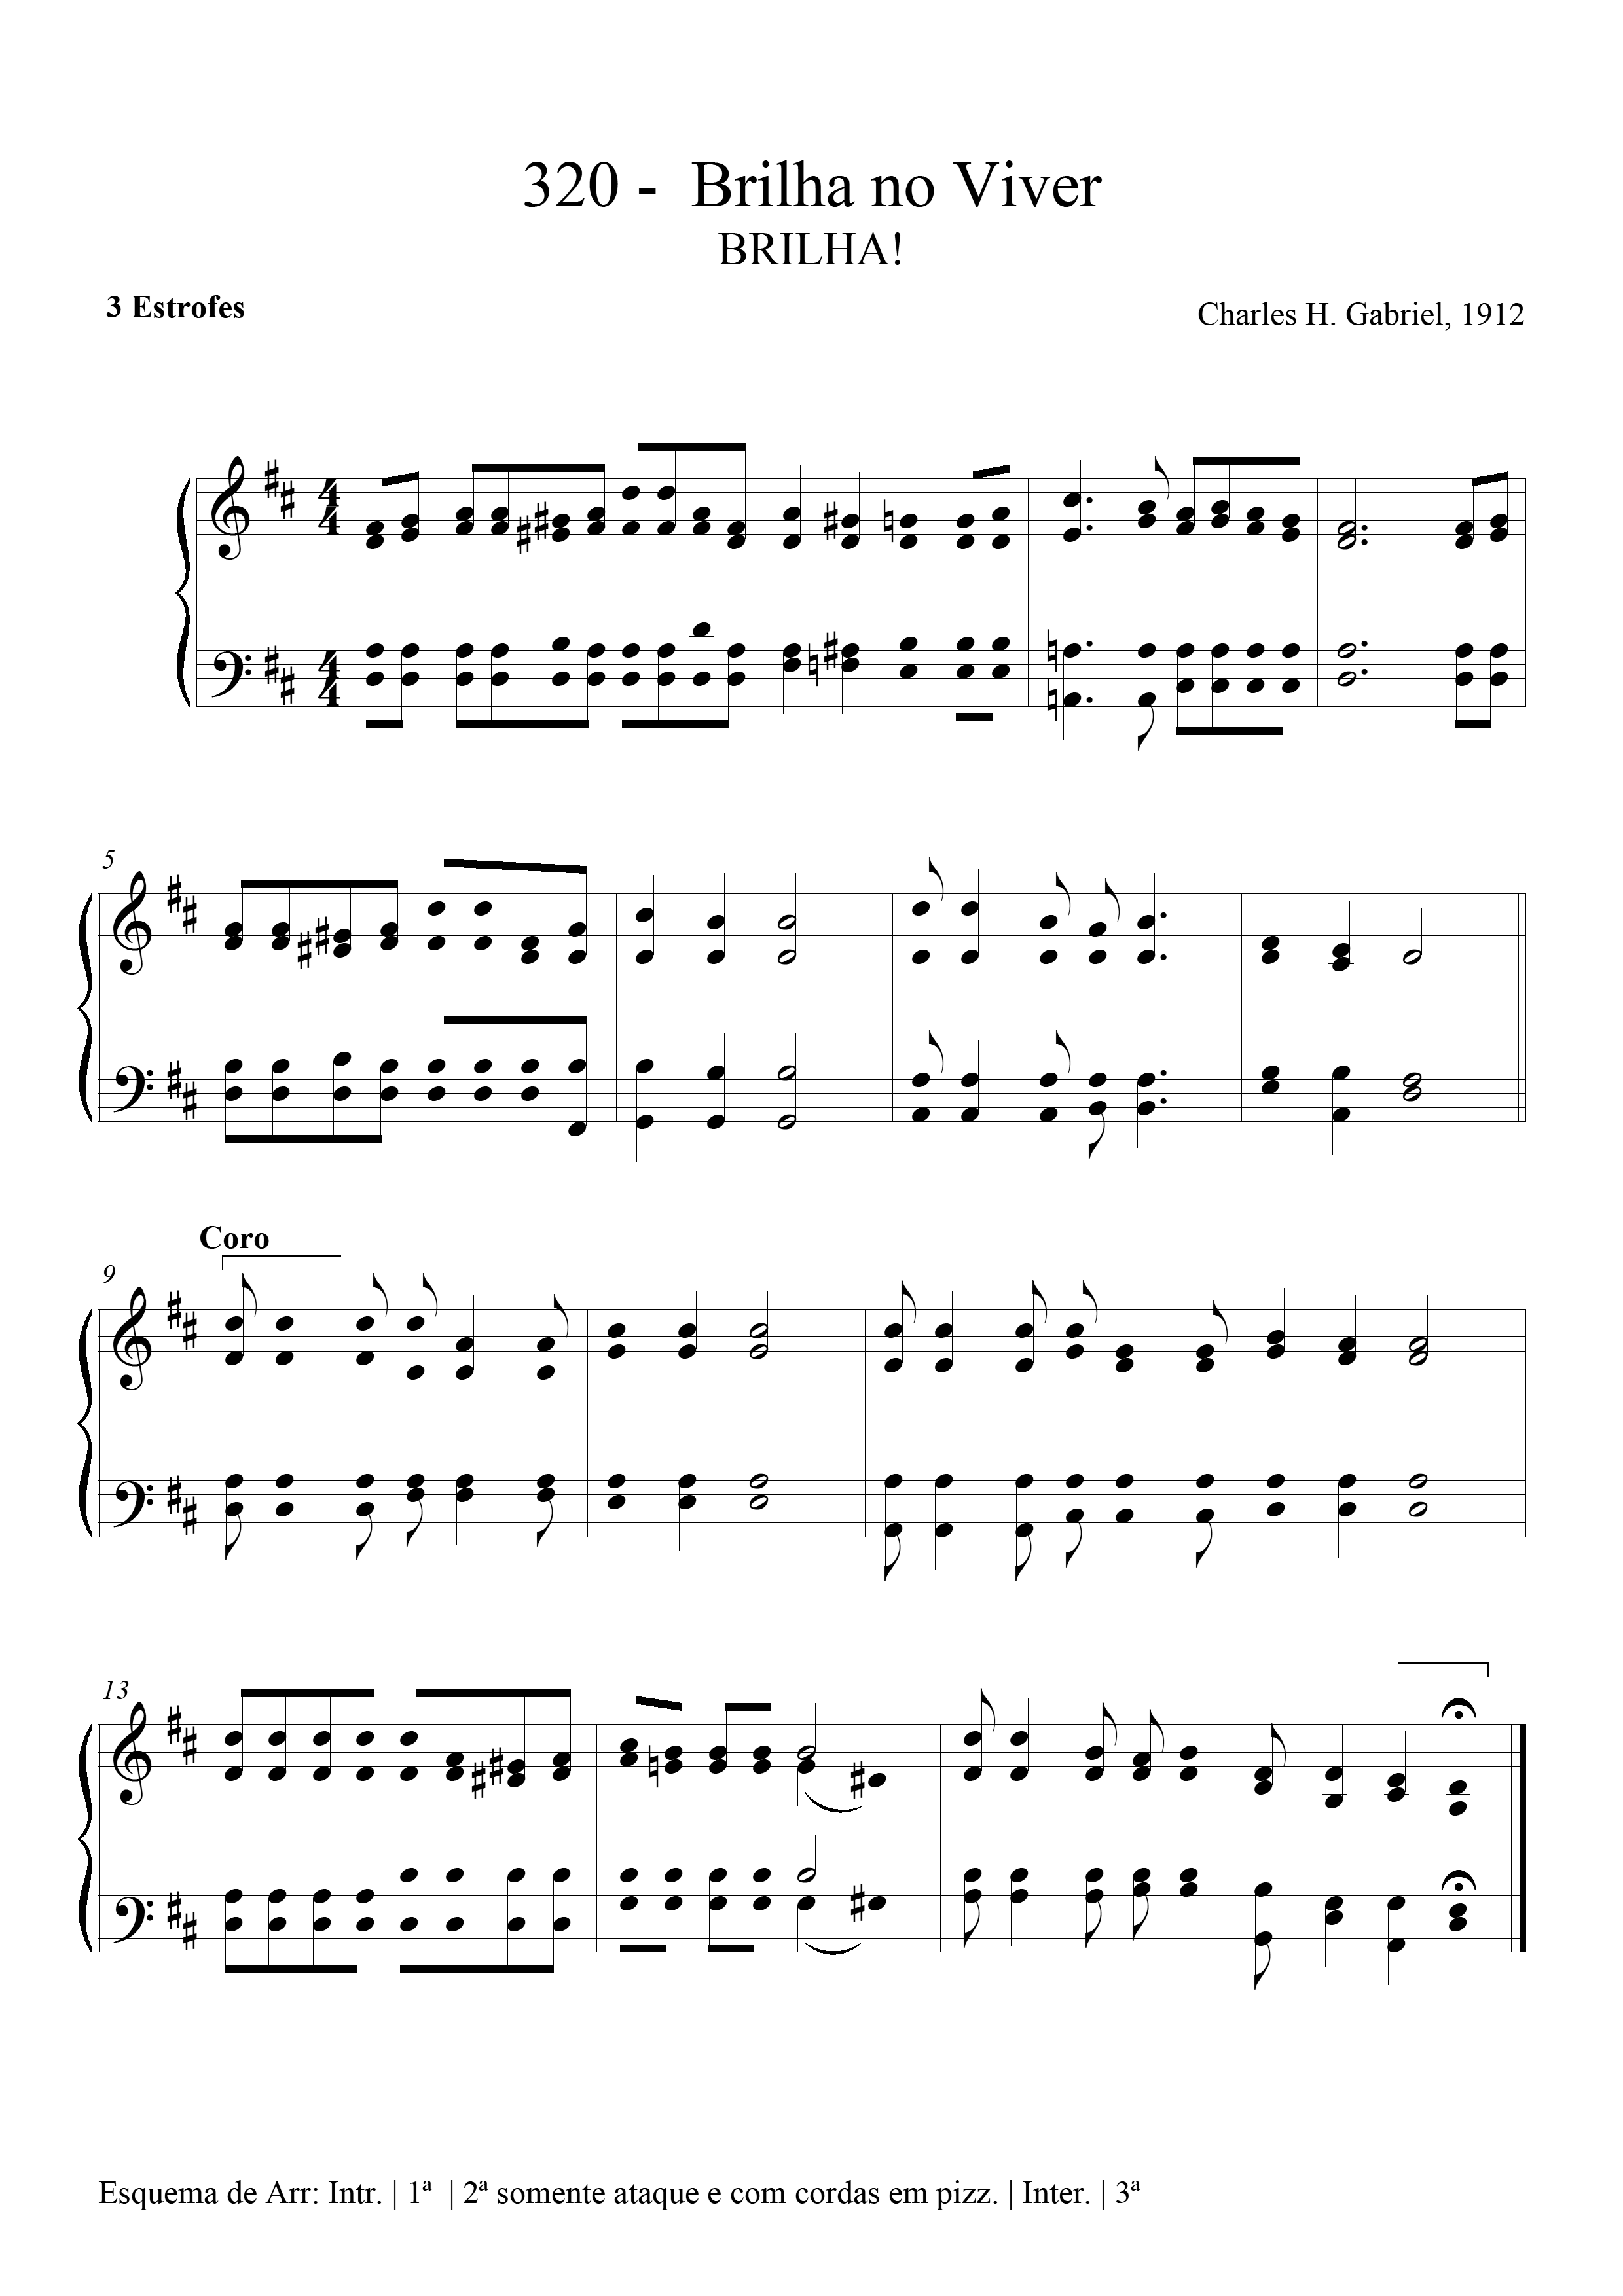 320 - Brilha no Viver
BRILHA!
3 Estrofes
Charles H. Gabriel, 1912
5
Coro
9
13
Esquema de Arr: Intr. | 1ª | 2ª somente ataque e com cordas em pizz. | Inter. | 3ª